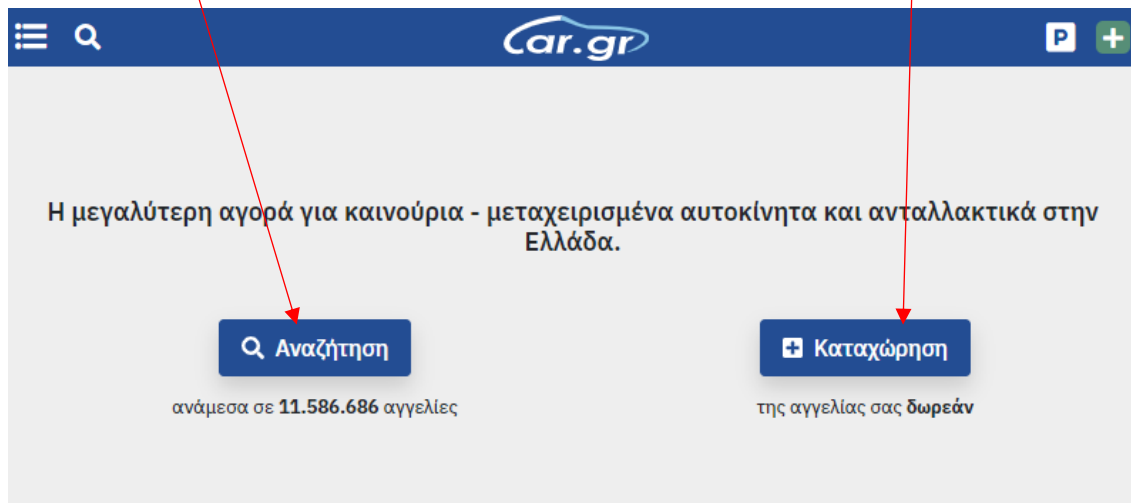 Car.gr
P
Η μεγαλύτερη αγορά για καινούρια - μεταχειρισμένα αυτοκίνητα και ανταλλακτικά στην
Ελλάδα.
Αναζήτηση
Καταχώρηση
ανάμεσα σε 11.586.686 αγγελίες
της αγγελίας σας δωρεάν